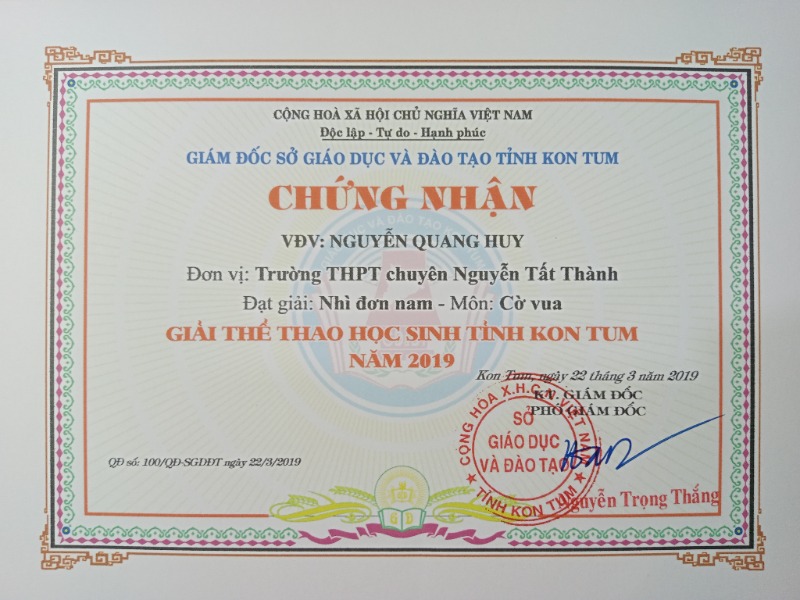 CỘNG HOÀ XÃ HỘI CHỦ NGHĨA VIỆT NAM
Độc lập - Tự do - Hạnh phúc
GIÁM ĐỐC SỞ GIÁO DỤC VÀ ĐÀO TẠO TỈNH KON TUM
CHỨNG NHẬN
VĐV: NGUYỄN QUANG HUY
Đơn vị: Trường THPT chuyên Nguyễn Tất Thành
Đạt giải: Nhì đơn nam - Môn: Cờ vua
GIẢI THỂ THAO HỌC SINH TỈNH KON TUM
NĂM 2019
Kon Tum, ngày 22 tháng 3 năm 2019
KT. GIÁM ĐỐC
PHÓ GIÁM ĐỐC
CỘNG HÒA X.H.C.N VIỆT NAM
SỞ
GIÁO DỤC
VÀ ĐÀO TẠO
TỈNH KON TUM
QĐ số: 100/QĐ-SGDĐT ngày 22/3/2019
Nguyễn Trọng Thắng